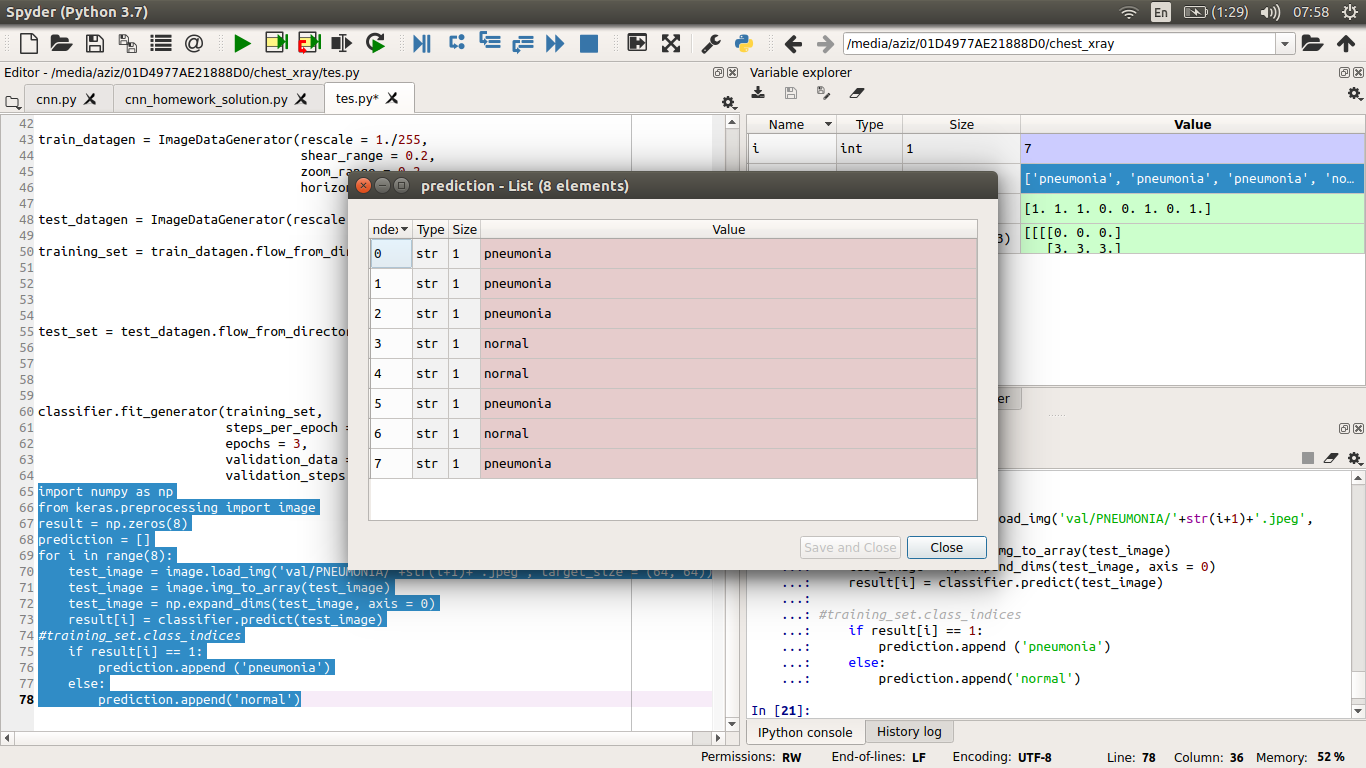 Spyder (Python 3.7)
En
(1:29)
07:58
/media/aziz/01D4977AE21888D0/chest_xray
Editor - /media/aziz/01D4977AE21888D0/chest_xray/tes.py
cnn.py
cnn_homework_solution.py
tes.py*
42
43 train_datagen = ImageDataGenerator(rescale = 1./255,
44 shear_range = 0.2,
45 zoom_range = 0.2,
46 horizon
47
48 test_datagen = ImageDataGenerator(rescale
49
50 training_set = train_datagen.flow_from_di
51
52
53
54
55 test_set = test_datagen.flow_from_director
56
57
58
59
60 classifier.fit_generator(training_set,
61 steps_per_epoch =
62 epochs = 3,
63 validation_data =
64 validation_steps
65 import numpy as np
66 from keras.preprocessing import image
67 result = np.zeros(8)
68 prediction = []
69 for i in range(8):
70 test_image = image.load_img('val/PNEUMONIA/'+str(i+1)+'.jpeg', target_size = (64, 64))
71 test_image = image.img_to_array(test_image)
72 test_image = np.expand_dims(test_image, axis = 0)
73 result[i] = classifier.predict(test_image)
74 #training_set.class_indices
75 if result[i] == 1:
76 prediction.append ('pneumonia')
77 else:
78 prediction.append('normal')
prediction - List (8 elements)
ndex Type Size Value
0 str 1 pneumonia
1 str 1 pneumonia
2 str 1 pneumonia
3 str 1 normal
4 str 1 normal
5 str 1 pneumonia
6 str 1 normal
7 str 1 pneumonia
Save and Close
Close
Variable explorer
Name Type Size Value
i int 1 7
['pneumonia', 'pneumonia', 'pneumonia', 'no...
[1. 1. 1. 0. 0. 1. 0. 1.]
3) [[[[0. 0. 0.]
[3. 3. 3.]
er
oad_img('val/PNEUMONIA/'+str(i+1)+'.jpeg',
mg_to_array(test_image)
...: test_image = np.expand_dims(test_image, axis = 0)
...: result[i] = classifier.predict(test_image)
...:
...: #training_set.class_indices
...: if result[i] == 1:
...: prediction.append ('pneumonia')
...: else:
...: prediction.append('normal')
In [21]:
IPython console
History log
Permissions: RW
End-of-lines: LF
Encoding: UTF-8
Line: 78
Column: 36
Memory: 52 %